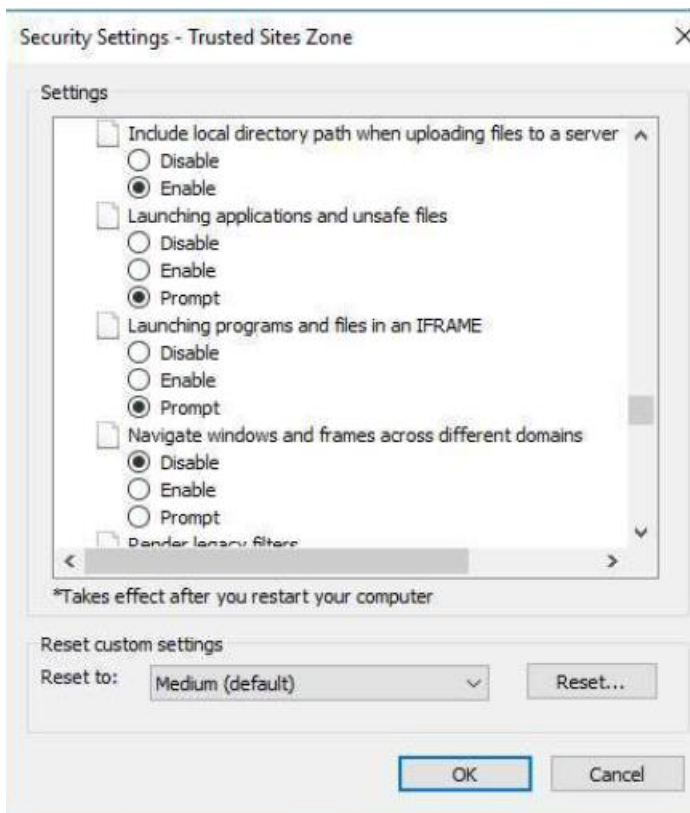 Security Settings - Trusted Sites Zone
Settings
Include local directory path when uploading files to a server
Disable
Enable
Launching applications and unsafe files
Disable
Enable
Prompt
Launching programs and files in an IFRAME
Disable
Enable
Prompt
Navigate windows and frames across different domains
Disable
Enable
Prompt
Render legacy filters
*Takes effect after you restart your computer
Reset custom settings
Reset to:
Medium (default)
Reset...
OK
Cancel